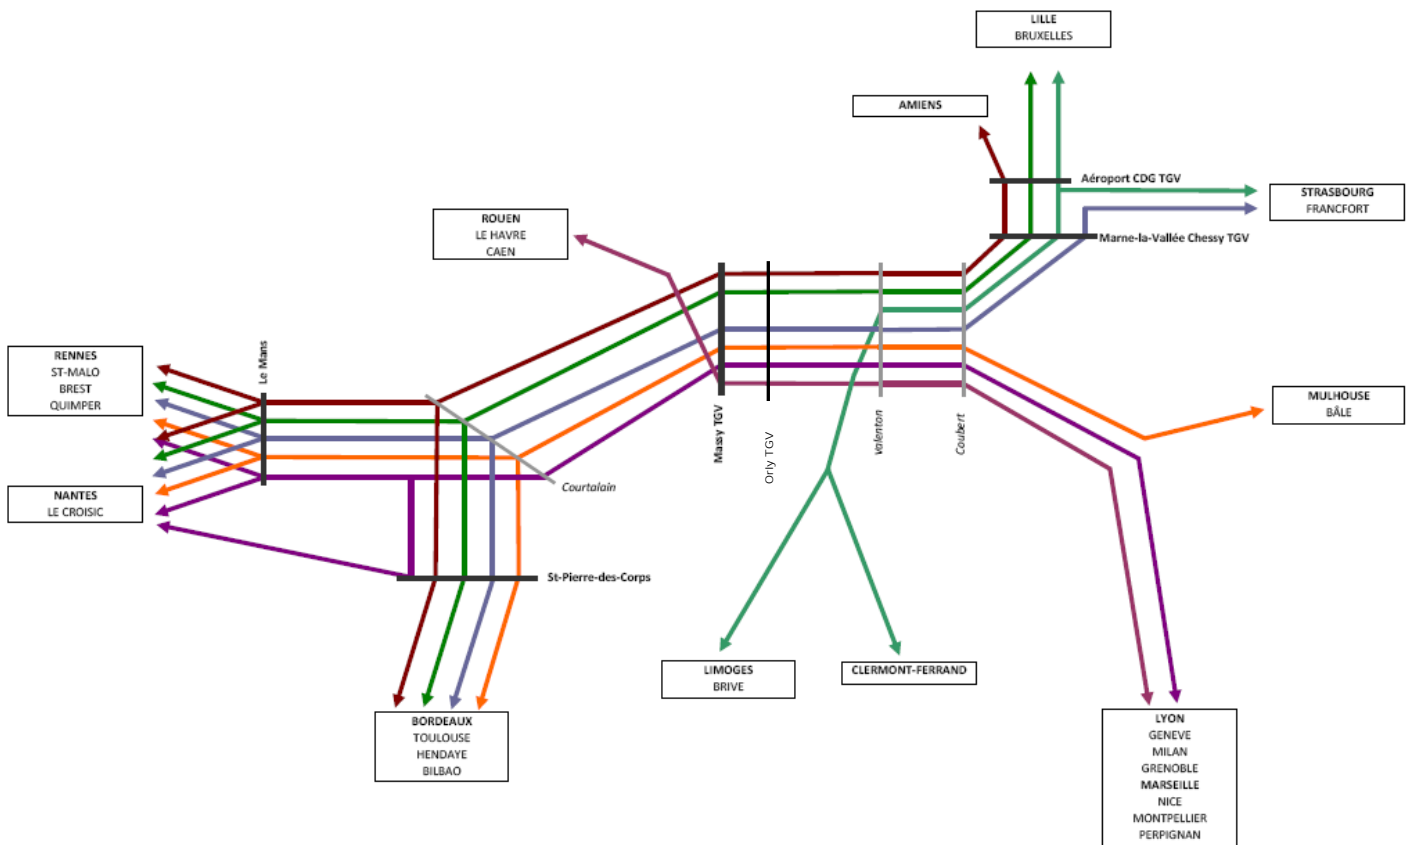 LILLE
BRUXELLES
AMIENS
Aéroport CDG TGV
STRASBOURG
FRANCFORT
ROUEN
LE HAVRE
CAEN
Marne-la-Vallée Chessy TGV
Le Mans
RENNES
ST-MALO
BREST
QUIMPER
Massy TGV
Orly TGV
Valenton
Coubert
MULHOUSE
BÂLE
NANTES
LE CROISIC
Courtalain
St-Pierre-des-Corps
LIMOGES
BRIVE
CLERMONT-FERRAND
BORDEAUX
TOULOUSE
HENDAYE
BILBAO
LYON
GENEVE
MILAN
GRENOBLE
MARSEILLE
NICE
MONTPELLIER
PERPIGNAN